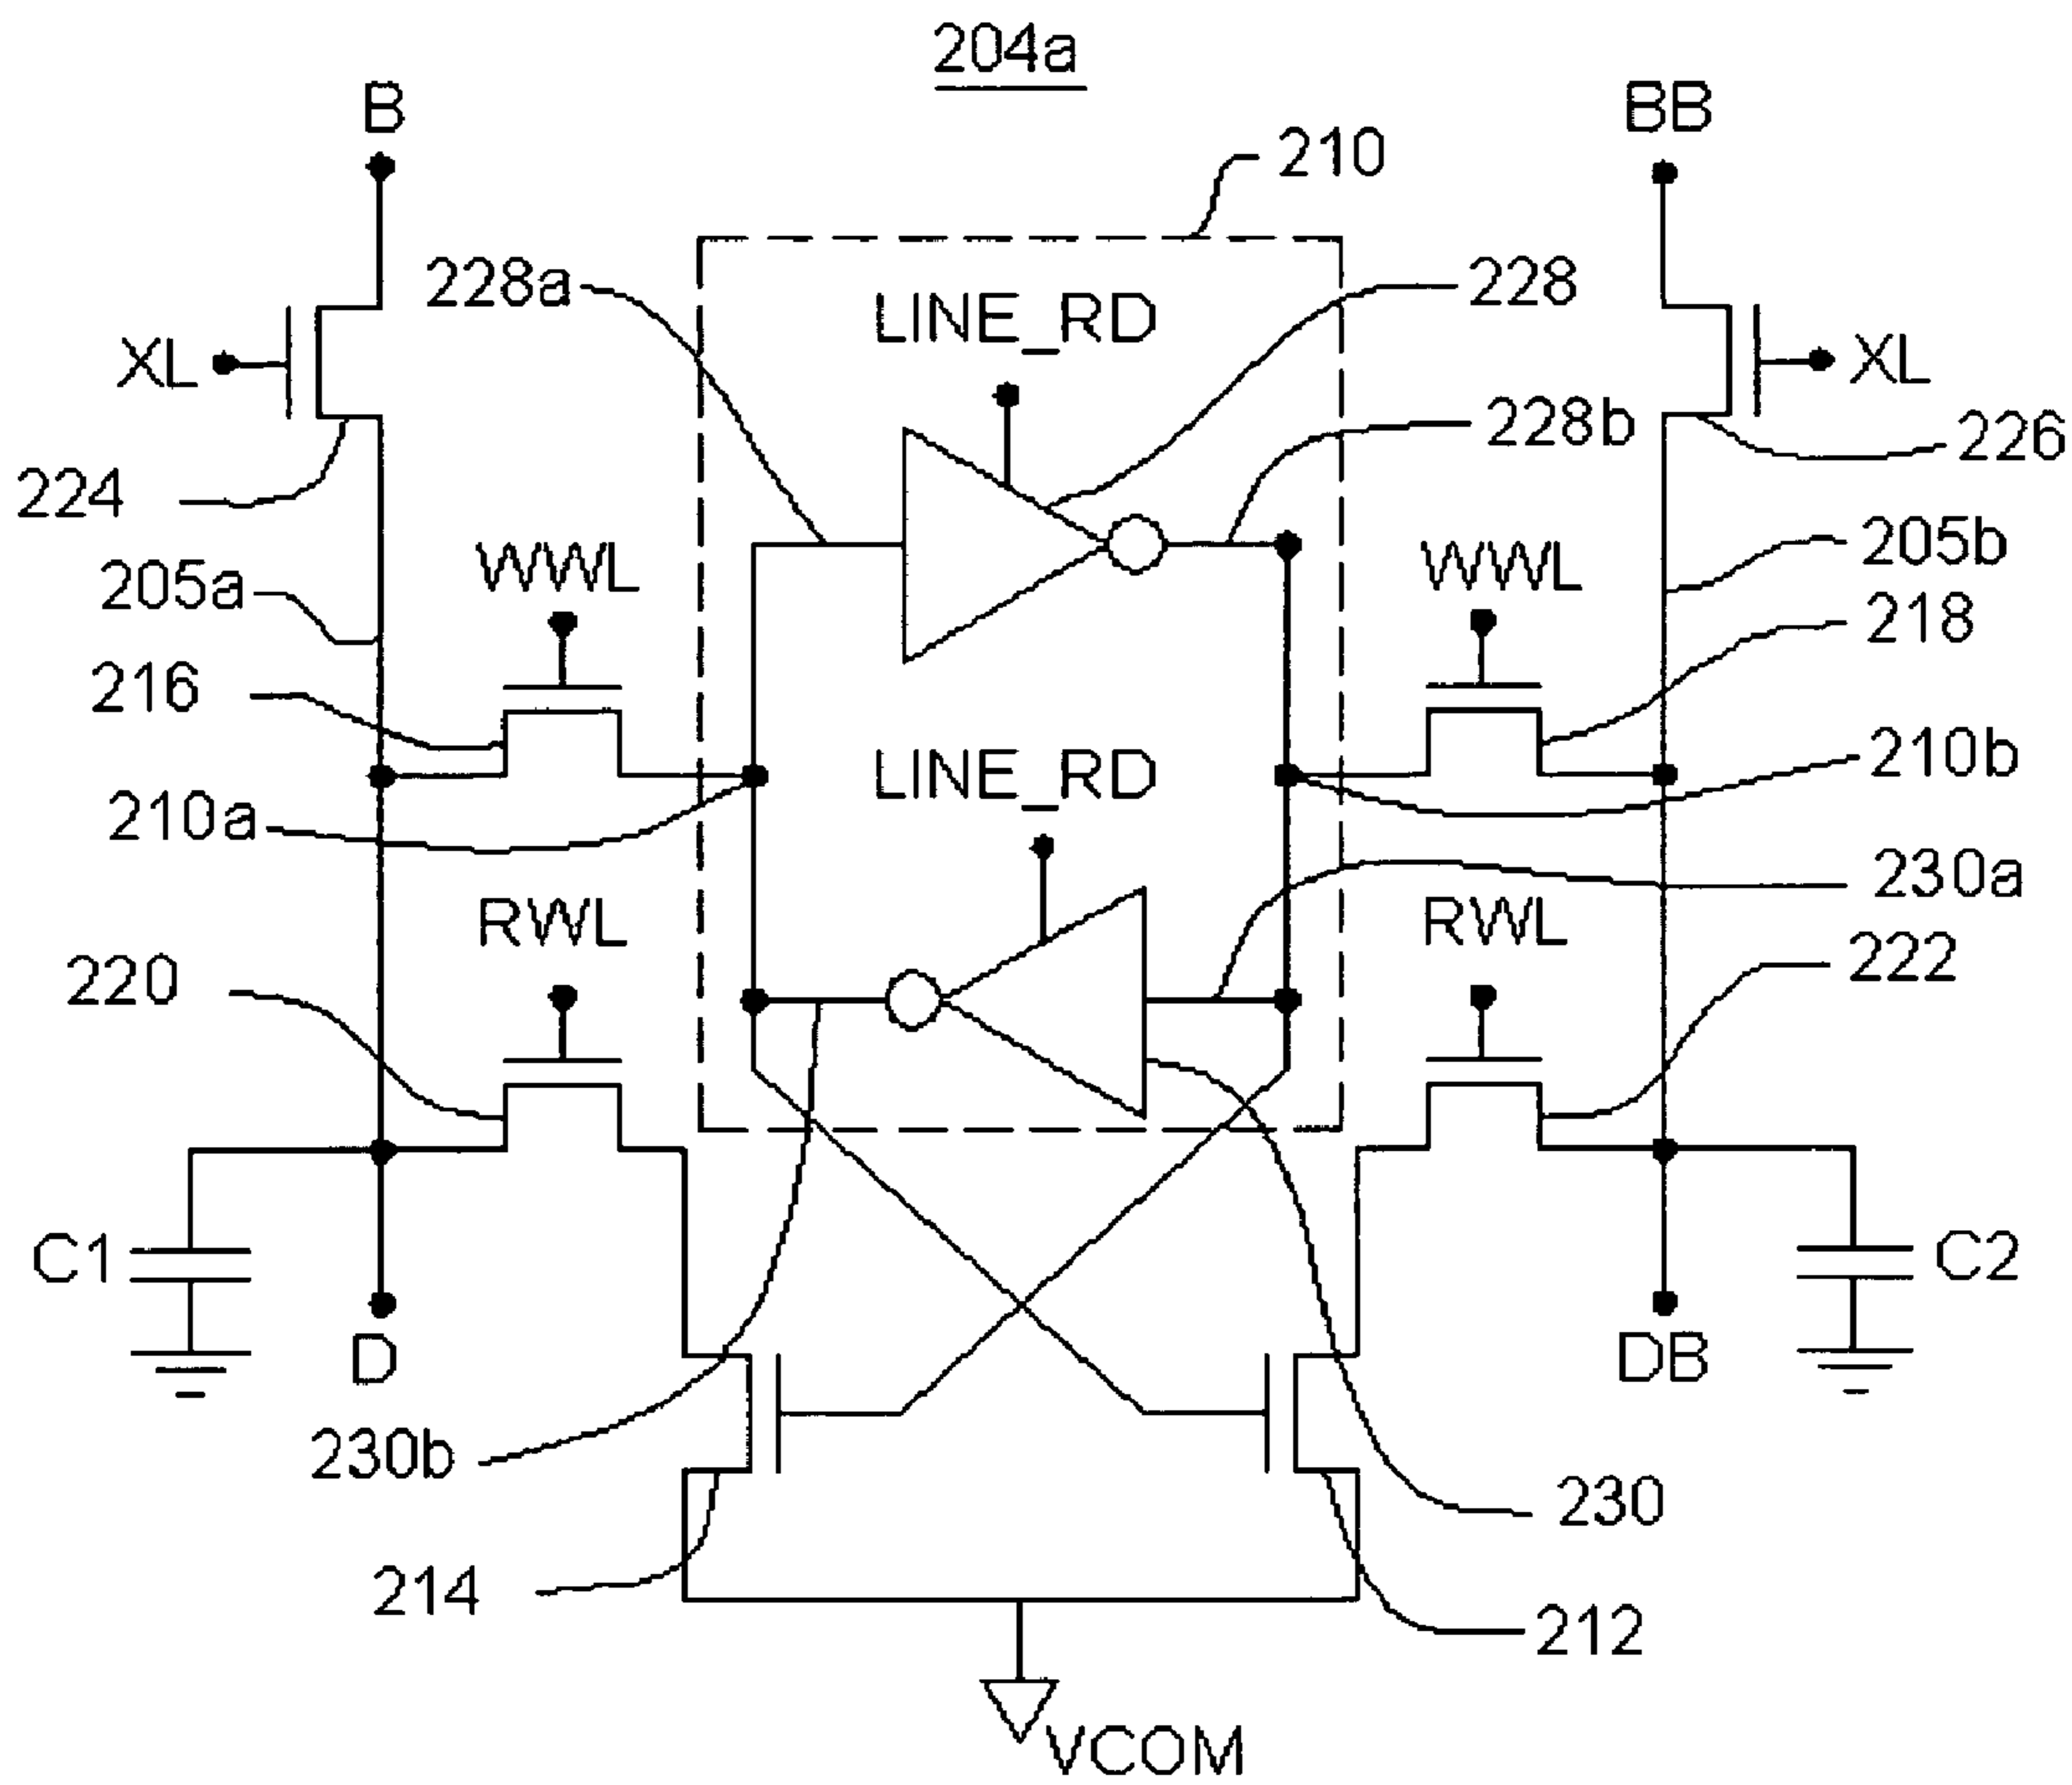 204a
B
BB
210
228a
LINE_RD
228
XL
XL
228b
226
224
205a
WWL
WWL
205b
218
216
210a
LINE_RD
210b
230a
220
RWL
RWL
222
C1
C2
D
DB
230b
230
214
212
VCOM